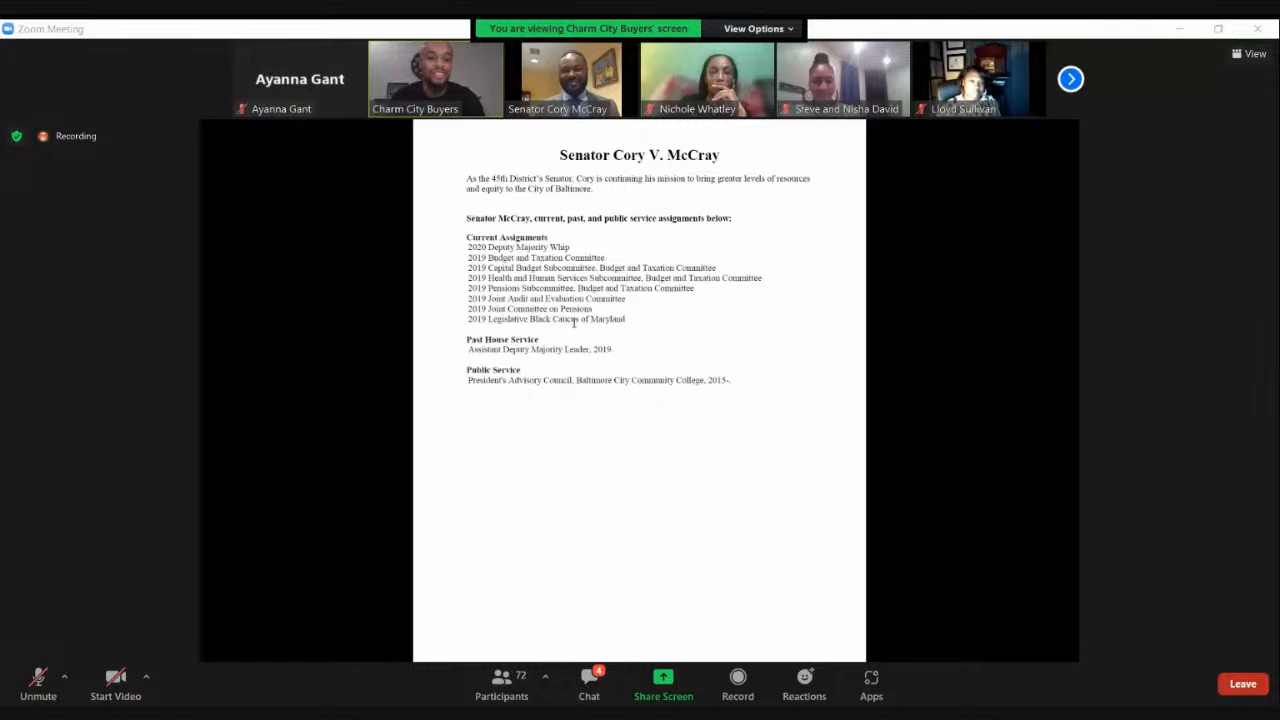 Zoom Meeting
You are viewing Charm City Buyers' screen
View Options
View
Ayanna Gant
Ayanna Gant
Charm City Buyers
Senator Cory McCray
Nichole Whatley
Steve and Nisha David
Lloyd Sullivan
Recording
Senator Cory V. McCray
As the 45th District's Senator, Cory is continuing his mission to bring greater levels of resources
and equity to the City of Baltimore.
Senator McCray, current, past, and public service assignments below:
Current Assignments
2020 Deputy Majority Whip
2019 Budget and Taxation Committee
2019 Capital Budget Subcommittee, Budget and Taxation Committee
2019 Health and Human Services Subcommittee, Budget and Taxation Committee
2019 Pensions Subcommittee, Budget and Taxation Committee
2019 Joint Audit and Evaluation Committee
2019 Joint Committee on Pensions
2019 Legislative Black Caucus of Maryland
Past House Service
Assistant Deputy Majority Leader, 2019.
Public Service
President's Advisory Council, Baltimore City Community College, 2015-.
Unmute
Start Video
72
Participants
4
Chat
Share Screen
Record
Reactions
Apps
Leave